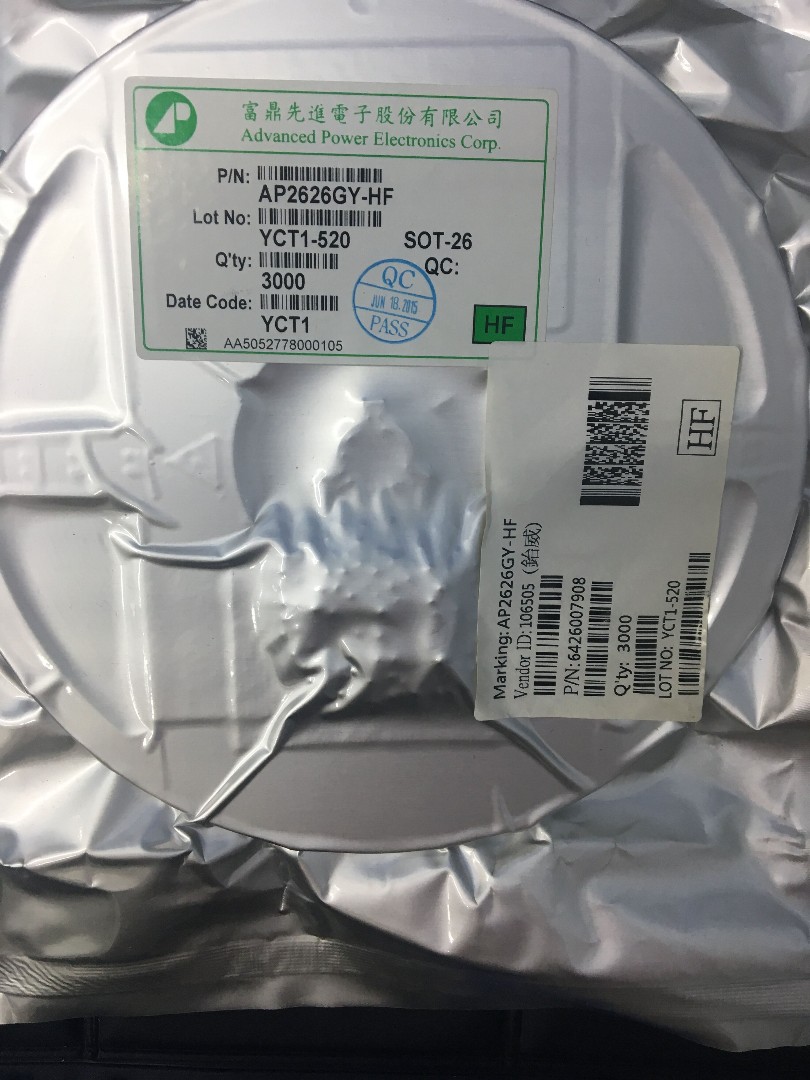 AP
富鼎先進電子股份有限公司
Advanced Power Electronics Corp.
P/N:
AP2626GY-HF
Lot No:
YCT1-520 SOT-26
Q'ty: QC:
3000
QC
JUN 18.2015
PASS
Date Code:
YCT1
HF
AA5052778000105
HF
Marking: AP2626GY-HF
Vendor ID: 106505 (鉑威)
P/N: 6426007908
Q'ty: 3000
LOT NO: YCT1-520